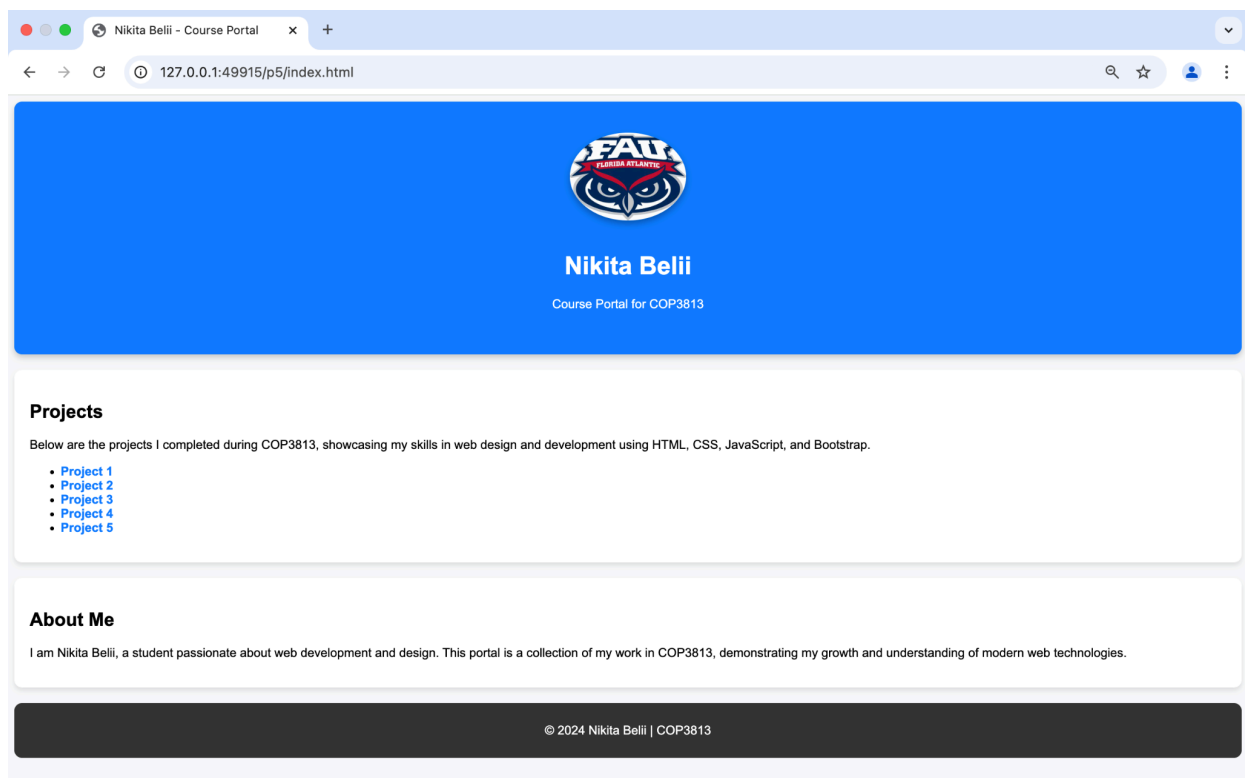 Nikita Belii - Course Portal
127.0.0.1:49915/p5/index.html
FAU
FLORIDA ATLANTIC
Nikita Belii
Course Portal for COP3813
Projects
Below are the projects I completed during COP3813, showcasing my skills in web design and development using HTML, CSS, JavaScript, and Bootstrap.
• Project 1
• Project 2
• Project 3
• Project 4
• Project 5
About Me
I am Nikita Belii, a student passionate about web development and design. This portal is a collection of my work in COP3813, demonstrating my growth and understanding of modern web technologies.
© 2024 Nikita Belii | COP3813